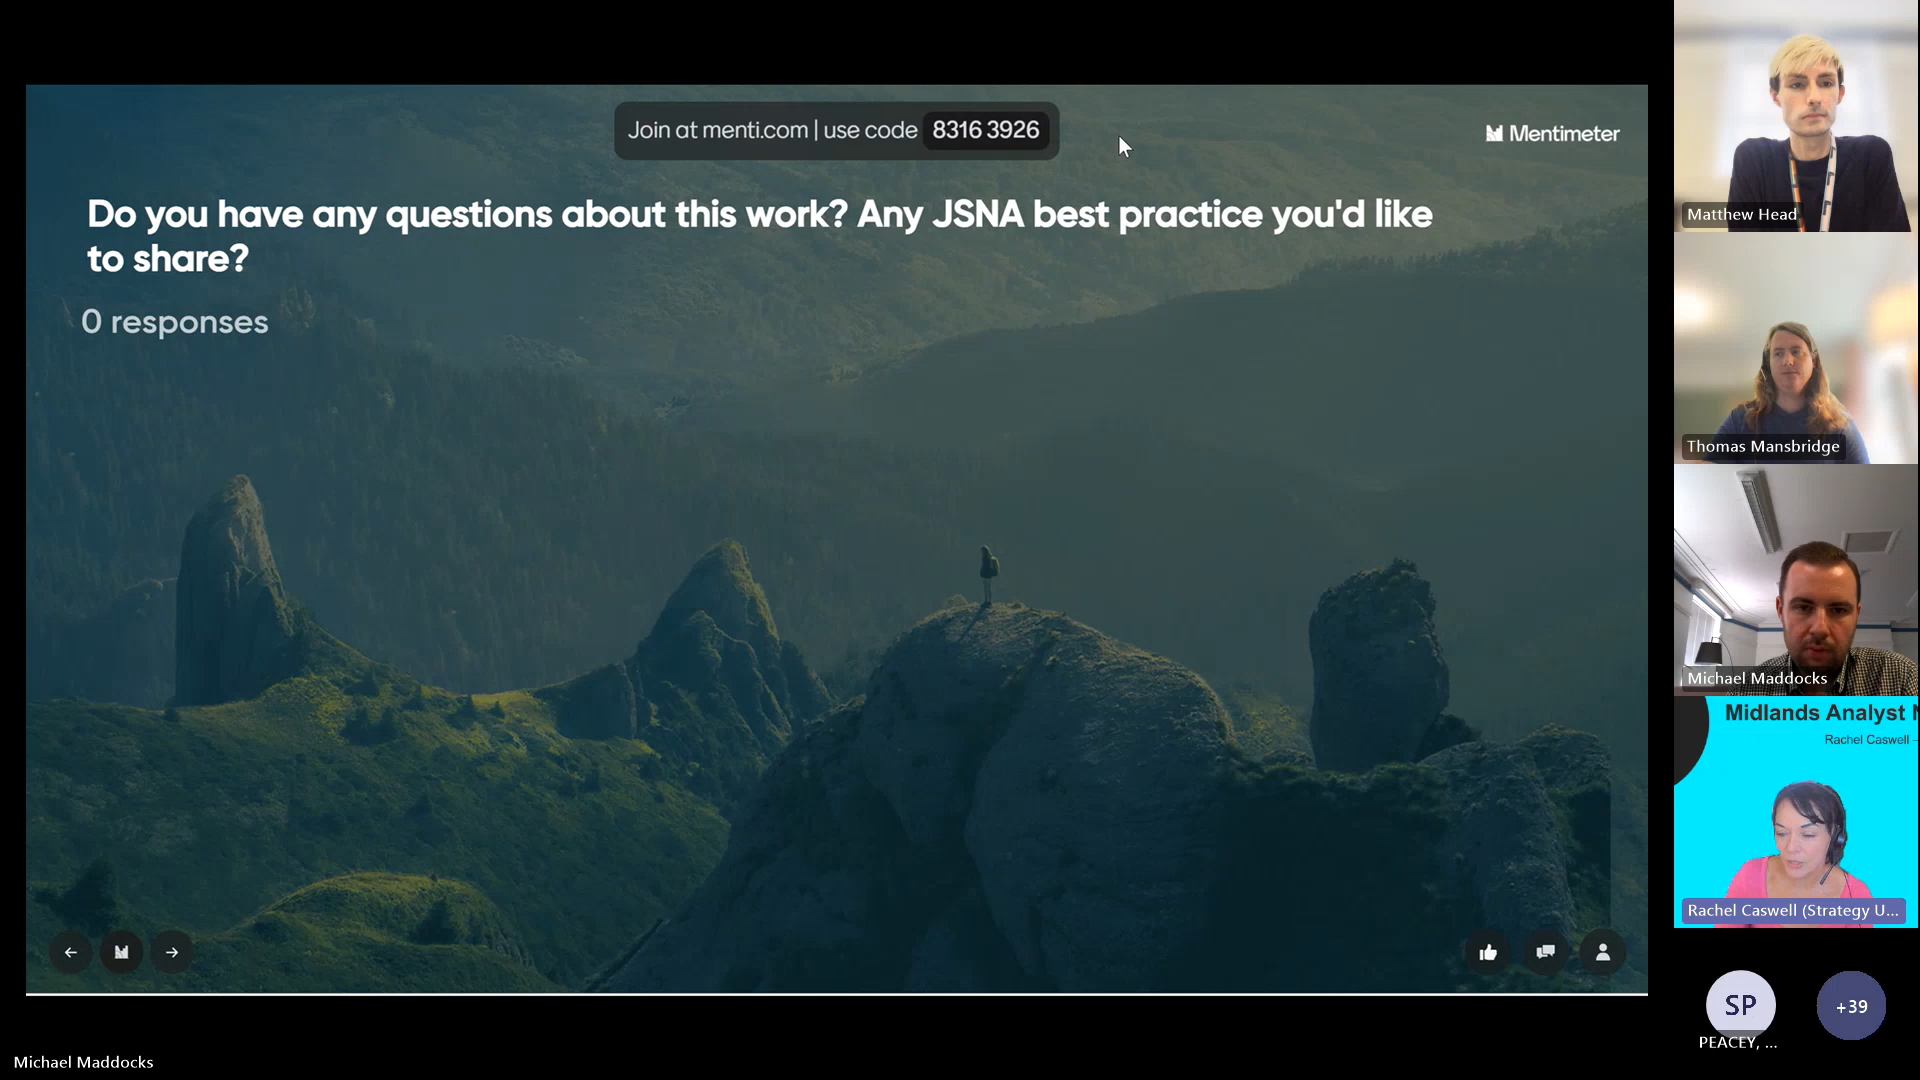 Join at menti.com | use code 8316 3926
Mentimeter
Do you have any questions about this work? Any JSNA best practice you'd like
to share?
0 responses
Matthew Head
Thomas Mansbridge
Michael Maddocks
Midlands Analyst
Rachel Caswell –
Rachel Caswell (Strategy U...
SP
+39
PEACEY, ...
Michael Maddocks